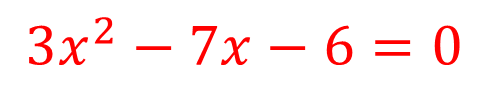 3x² − 7x − 6 = 0